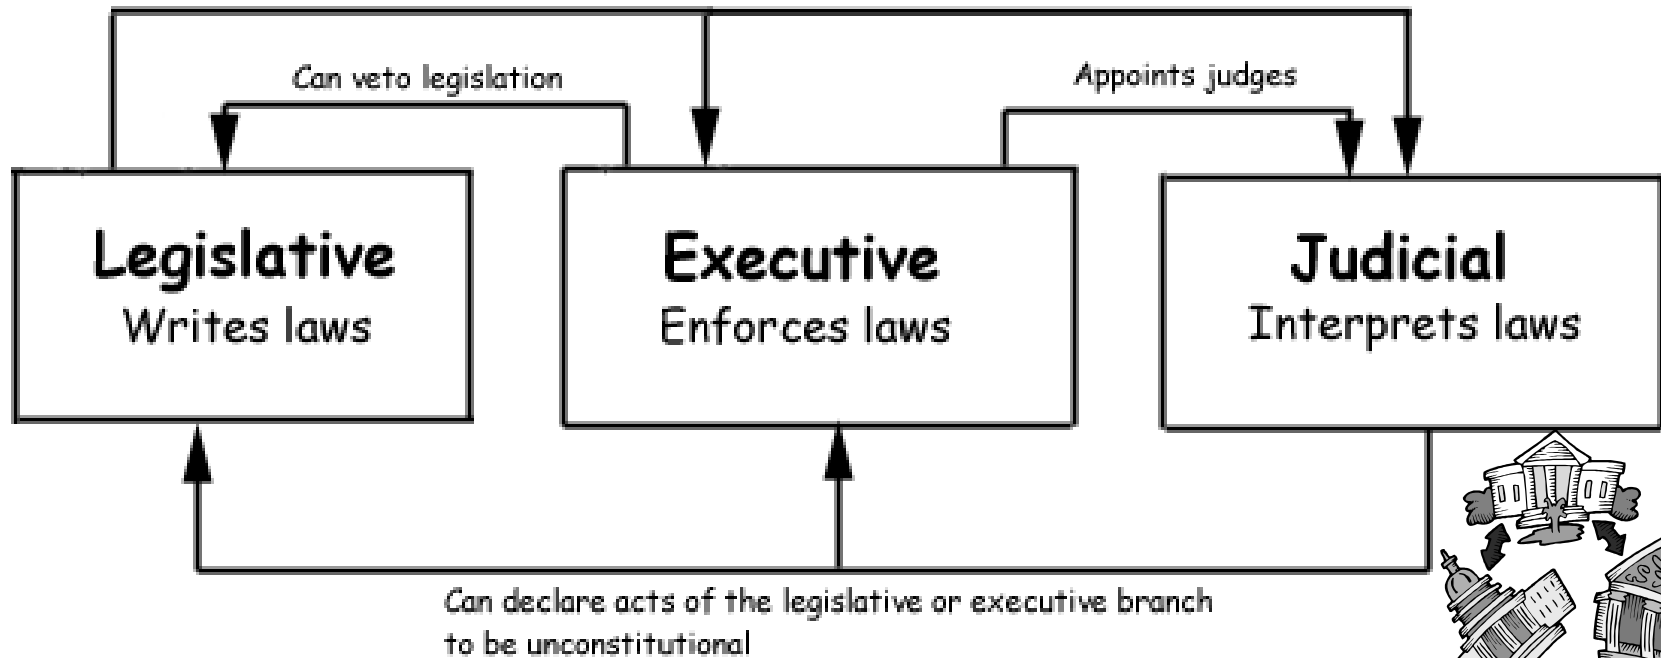 Can veto legislation
Appoints judges
Legislative
Writes laws
Executive
Enforces laws
Judicial
Interprets laws
Can declare acts of the legislative or executive branch
to be unconstitutional